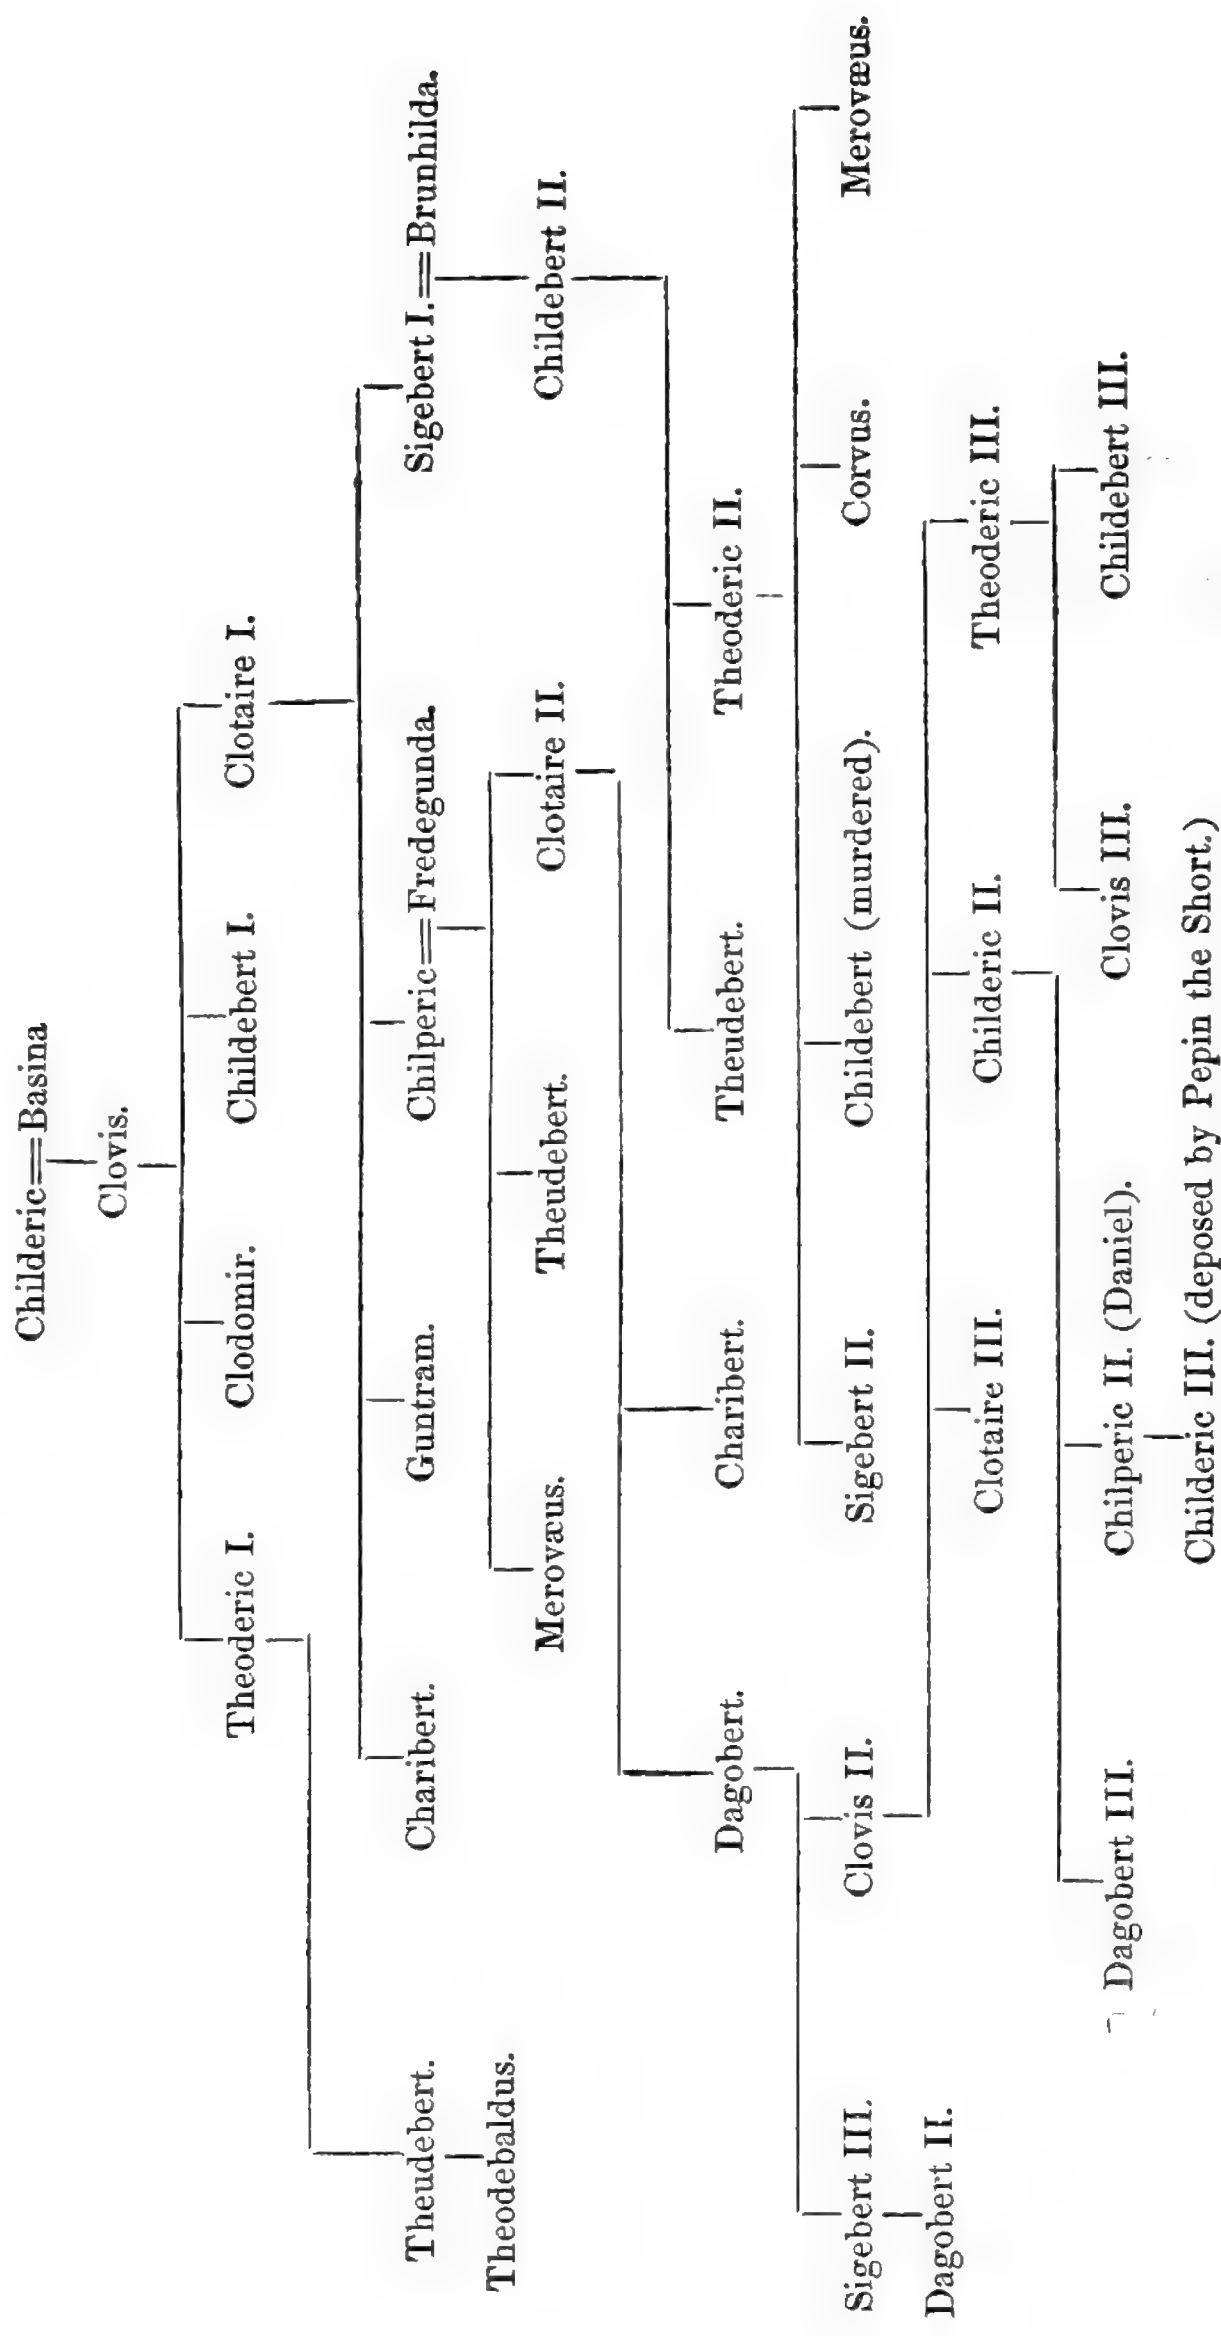 Childeric==Basina
Clovis.
Theoderic I. Clodomir. Childebert I. Clotaire I.
Theudebert. Charibert. Guntram. Chilperic==Fredegunda. Sigebert I.==Brunhilda.
Theodebaldus. Merovæus. Theudebert. Clotaire II. Childebert II.
Dagobert. Charibert. Theudebert. Theoderic II.
Sigebert III. Clovis II. Sigebert II. Childebert (murdered). Corvus. Merovæus.
Dagobert II. Clotaire III. Childeric II. Theoderic III.
Dagobert III. Chilperic II. (Daniel). Clovis III. Childebert III.
Childeric III. (deposed by Pepin the Short.)